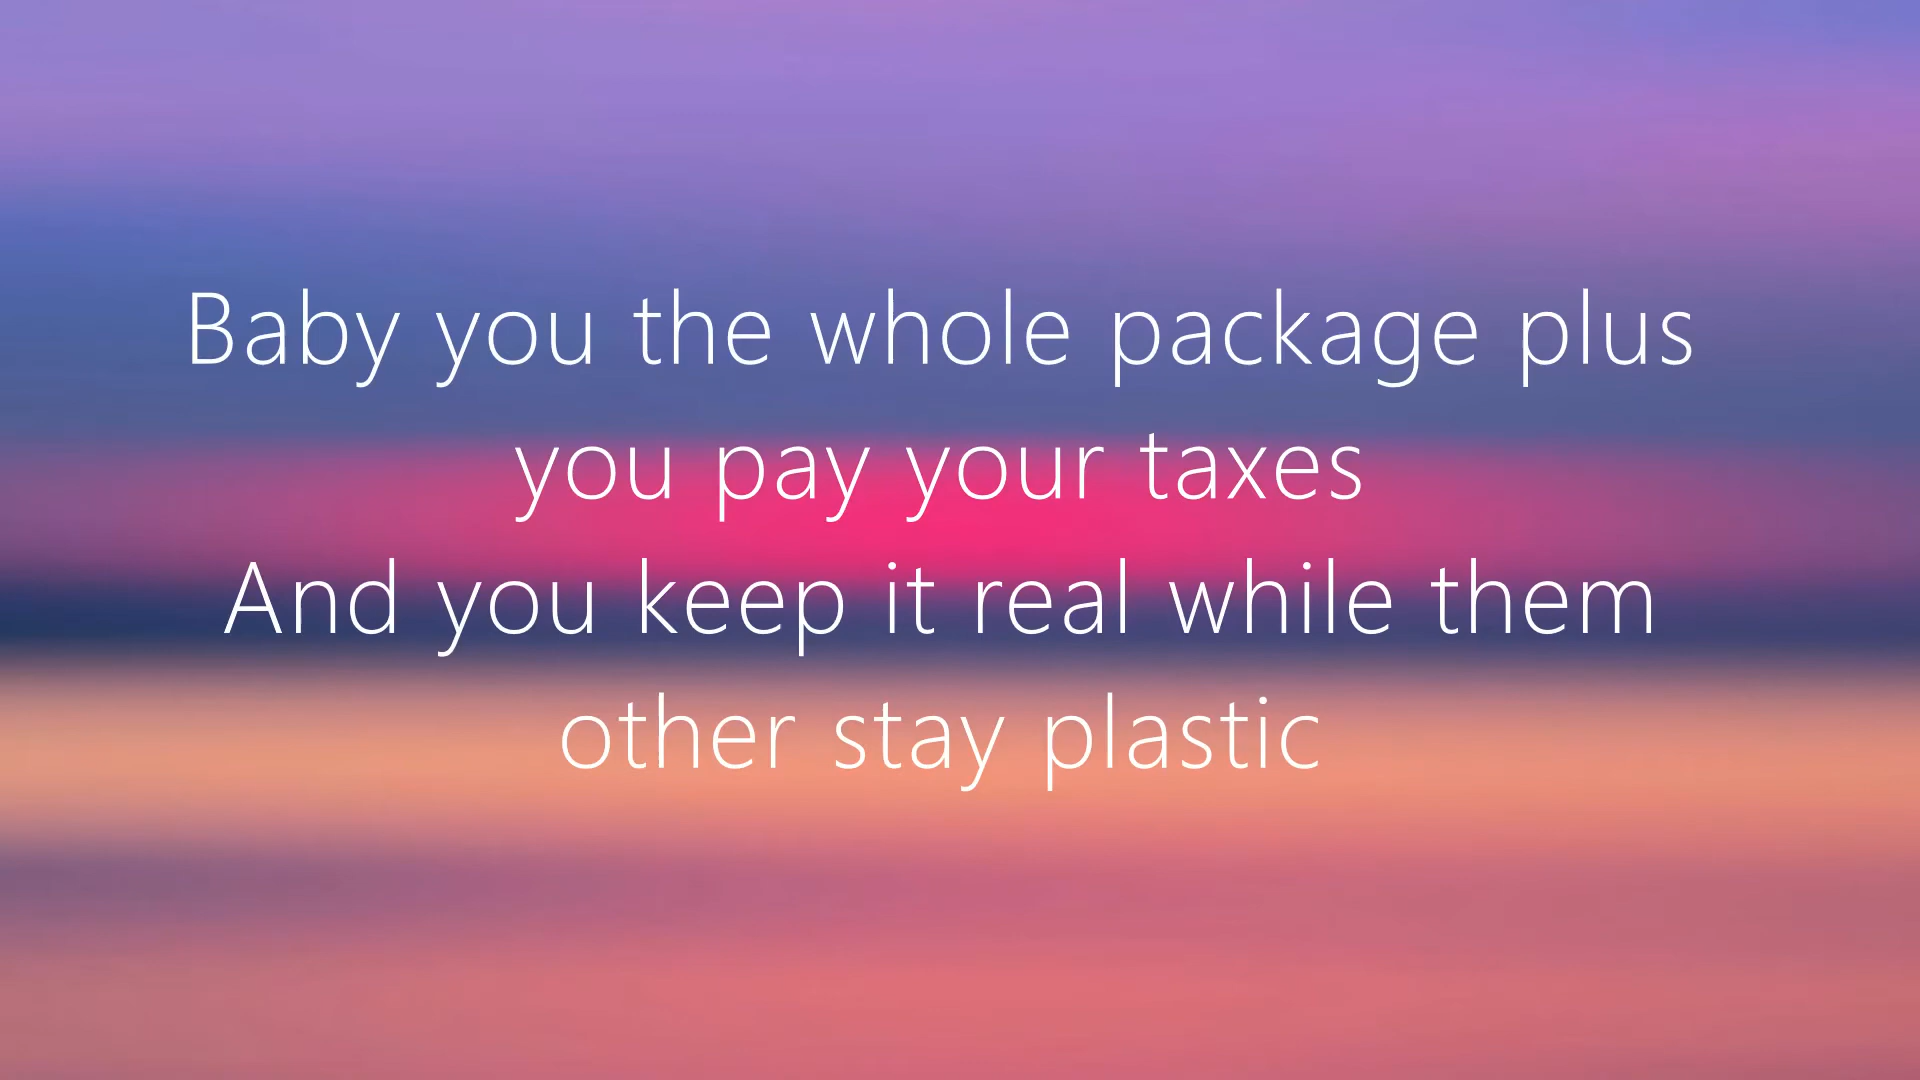 Baby you the whole package plus
you pay your taxes
And you keep it real while them
other stay plastic